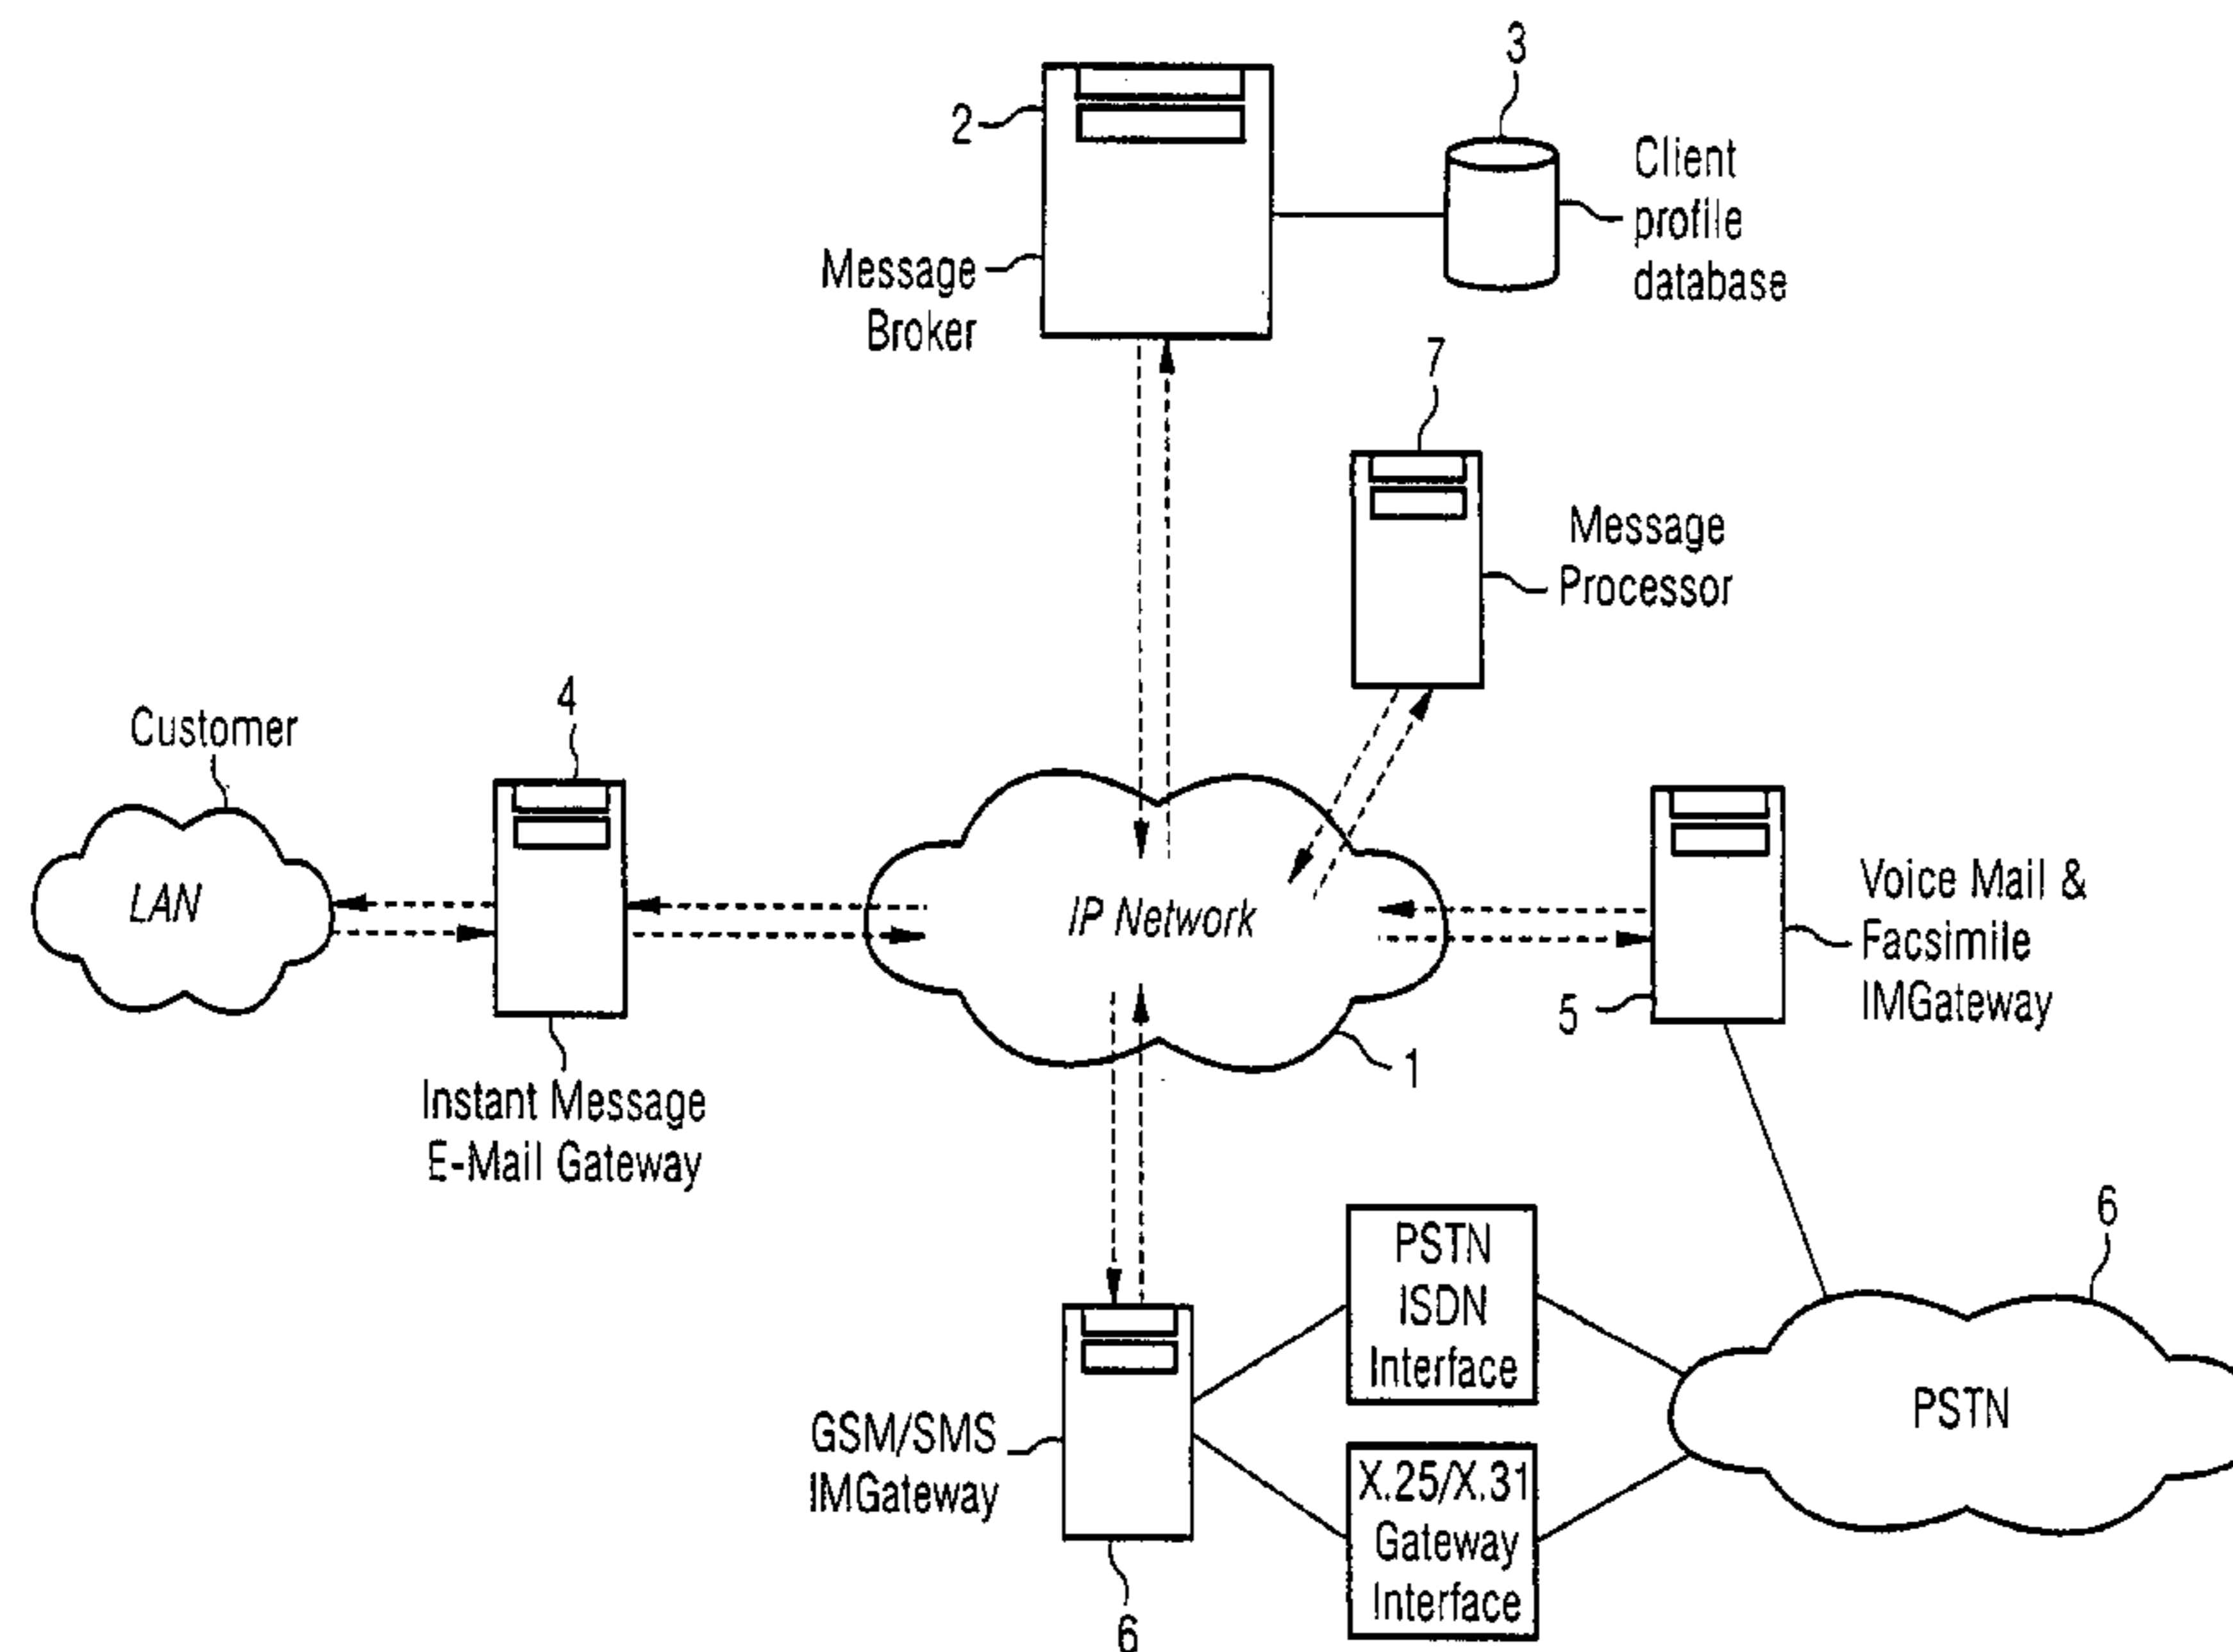 3
2
Client
profile
database
Message
Broker
7
Message
Processor
Customer
4
LAN
IP Network
Voice Mail &
Facsimile
IMGateway
5
1
Instant Message
E-Mail Gateway
6
PSTN
ISDN
Interface
PSTN
GSM/SMS
IMGateway
X.25/X.31
Gateway
Interface
6